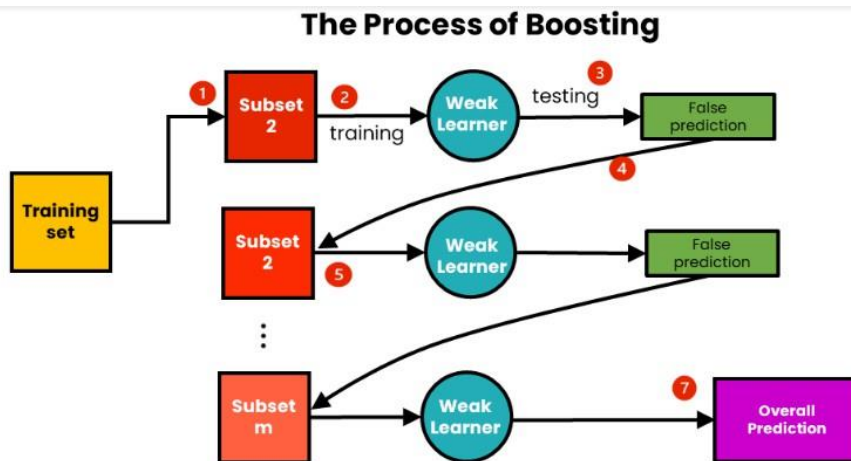 The Process of Boosting
1
Subset
2
2
training
Weak
Learner
3
testing
False
prediction
4
Training
set
Subset
2
5
Weak
Learner
False
prediction
Subset
m
Weak
Learner
7
Overall
Prediction